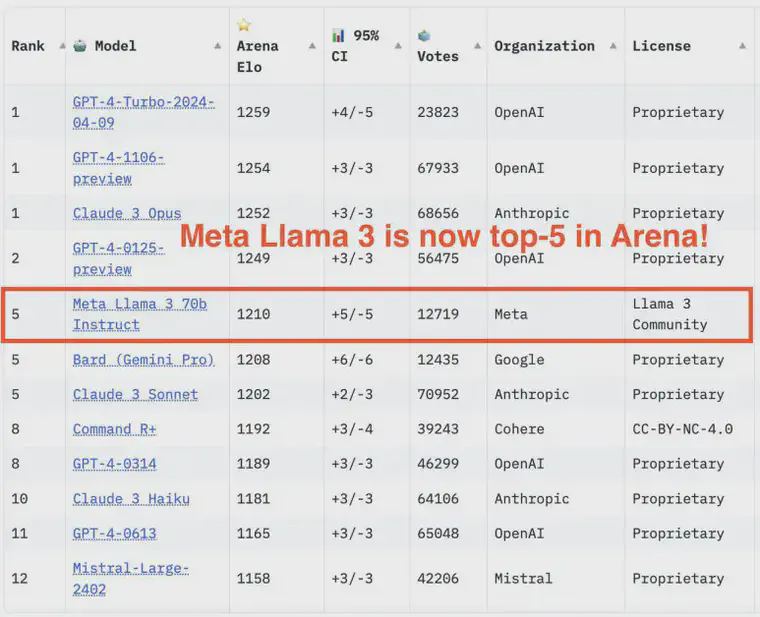 Rank Model ⭐ Arena Elo 📊 95% CI 🗳️ Votes Organization License
1 GPT-4-Turbo-2024-04-09 1259 +4/-5 23823 OpenAI Proprietary
1 GPT-4-1106-preview 1254 +3/-3 67933 OpenAI Proprietary
1 Claude 3 Opus 1252 +3/-3 68656 Anthropic Proprietary
Meta Llama 3 is now top-5 in Arena!
2 GPT-4-0125-preview 1249 +3/-3 56475 OpenAI Proprietary
5 Meta Llama 3 70b Instruct 1210 +5/-5 12719 Meta Llama 3 Community
5 Bard (Gemini Pro) 1208 +6/-6 12435 Google Proprietary
5 Claude 3 Sonnet 1202 +2/-3 70952 Anthropic Proprietary
8 Command R+ 1192 +3/-4 39243 Cohere CC-BY-NC-4.0
8 GPT-4-0314 1189 +3/-3 46299 OpenAI Proprietary
10 Claude 3 Haiku 1181 +3/-3 64106 Anthropic Proprietary
11 GPT-4-0613 1165 +3/-3 65048 OpenAI Proprietary
12 Mistral-Large-2402 1158 +3/-3 42206 Mistral Proprietary